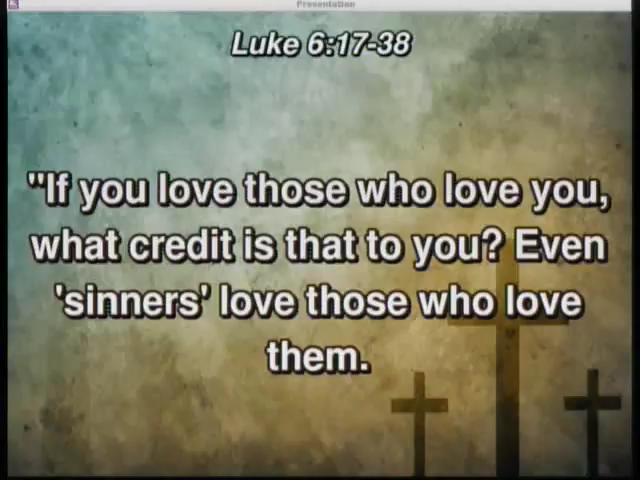 Presentation
Luke 6:17-38
"If you love those who love you,
what credit is that to you? Even
'sinners' love those who love
them.